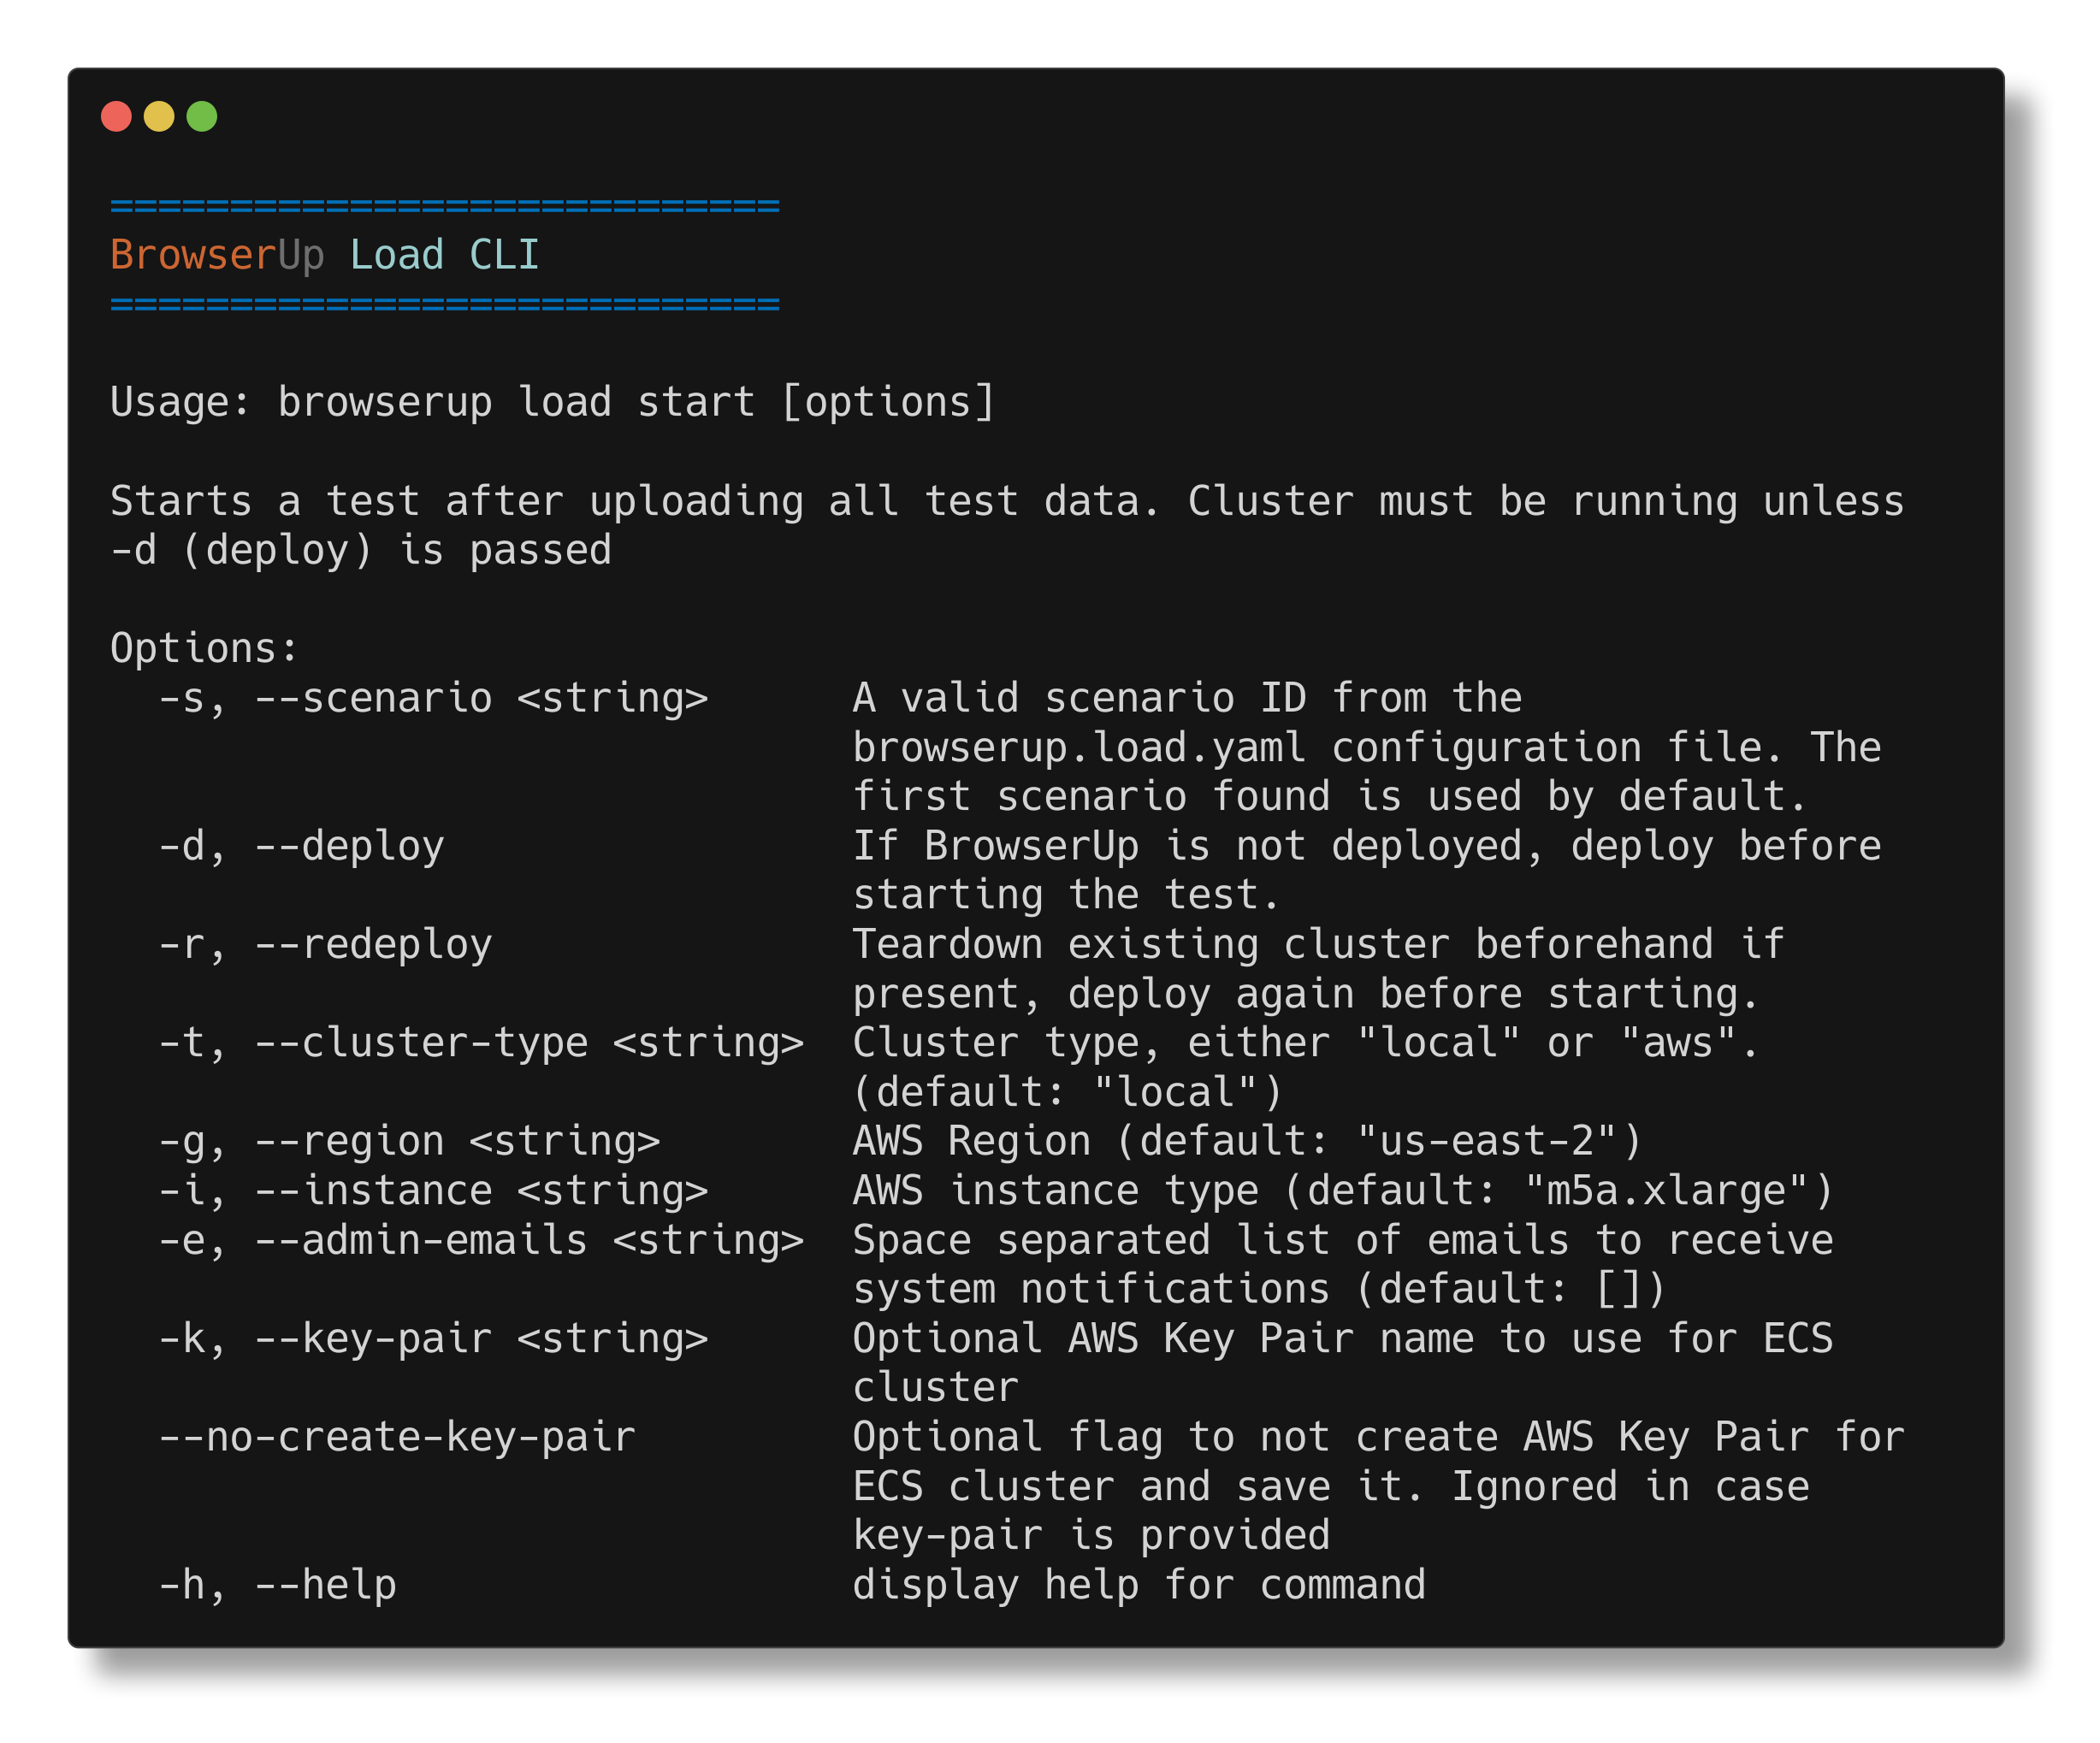 ============================
BrowserUp Load CLI
============================
Usage: browserup load start [options]
Starts a test after uploading all test data. Cluster must be running unless
-d (deploy) is passed
Options:
-s, --scenario <string> A valid scenario ID from the
browserup.load.yaml configuration file. The
first scenario found is used by default.
-d, --deploy If BrowserUp is not deployed, deploy before
starting the test.
-r, --redeploy Teardown existing cluster beforehand if
present, deploy again before starting.
-t, --cluster-type <string> Cluster type, either "local" or "aws".
(default: "local")
-g, --region <string> AWS Region (default: "us-east-2")
-i, --instance <string> AWS instance type (default: "m5a.xlarge")
-e, --admin-emails <string> Space separated list of emails to receive
system notifications (default: [])
-k, --key-pair <string> Optional AWS Key Pair name to use for ECS
cluster
--no-create-key-pair Optional flag to not create AWS Key Pair for
ECS cluster and save it. Ignored in case
key-pair is provided
-h, --help display help for command